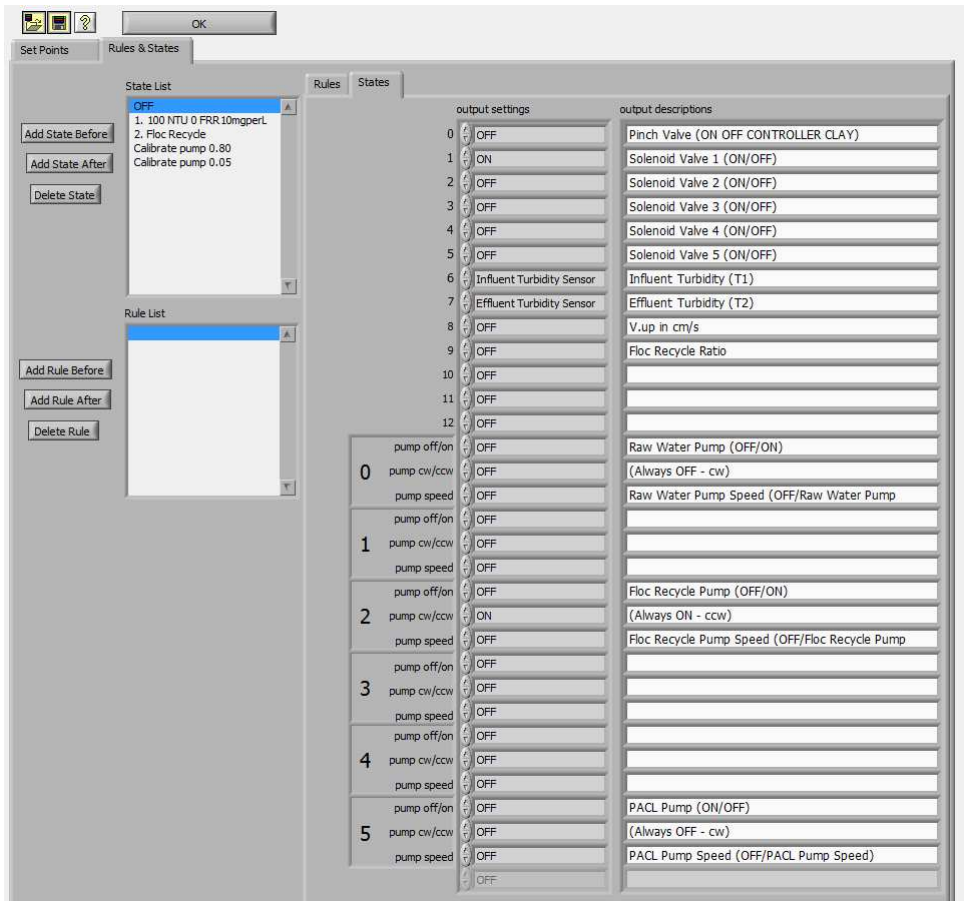 OK
Set Points
Rules & States
State List
OFF
1. 100 NTU 0 FRR10mgperL
2. Floc Recycle
Calibrate pump 0.80
Calibrate pump 0.05
Add State Before
Add State After
Delete State
Rule List
Add Rule Before
Add Rule After
Delete Rule
Rules
States
output settings output descriptions
0 OFF Pinch Valve (ON OFF CONTROLLER CLAY)
1 ON Solenoid Valve 1 (ON/OFF)
2 OFF Solenoid Valve 2 (ON/OFF)
3 OFF Solenoid Valve 3 (ON/OFF)
4 OFF Solenoid Valve 4 (ON/OFF)
5 OFF Solenoid Valve 5 (ON/OFF)
6 Influent Turbidity Sensor Influent Turbidity (T1)
7 Effluent Turbidity Sensor Effluent Turbidity (T2)
8 OFF V.up in cm/s
9 OFF Floc Recycle Ratio
10 OFF
11 OFF
12 OFF
0
pump off/on OFF Raw Water Pump (OFF/ON)
pump cw/ccw OFF (Always OFF - cw)
pump speed OFF Raw Water Pump Speed (OFF/Raw Water Pump
1
pump off/on OFF
pump cw/ccw OFF
pump speed OFF
2
pump off/on OFF Floc Recycle Pump (OFF/ON)
pump cw/ccw ON (Always ON - ccw)
pump speed OFF Floc Recycle Pump Speed (OFF/Floc Recycle Pump
3
pump off/on OFF
pump cw/ccw OFF
pump speed OFF
4
pump off/on OFF
pump cw/ccw OFF
pump speed OFF
5
pump off/on OFF PACL Pump (ON/OFF)
pump cw/ccw OFF (Always OFF - cw)
pump speed OFF PACL Pump Speed (OFF/PACL Pump Speed)
OFF